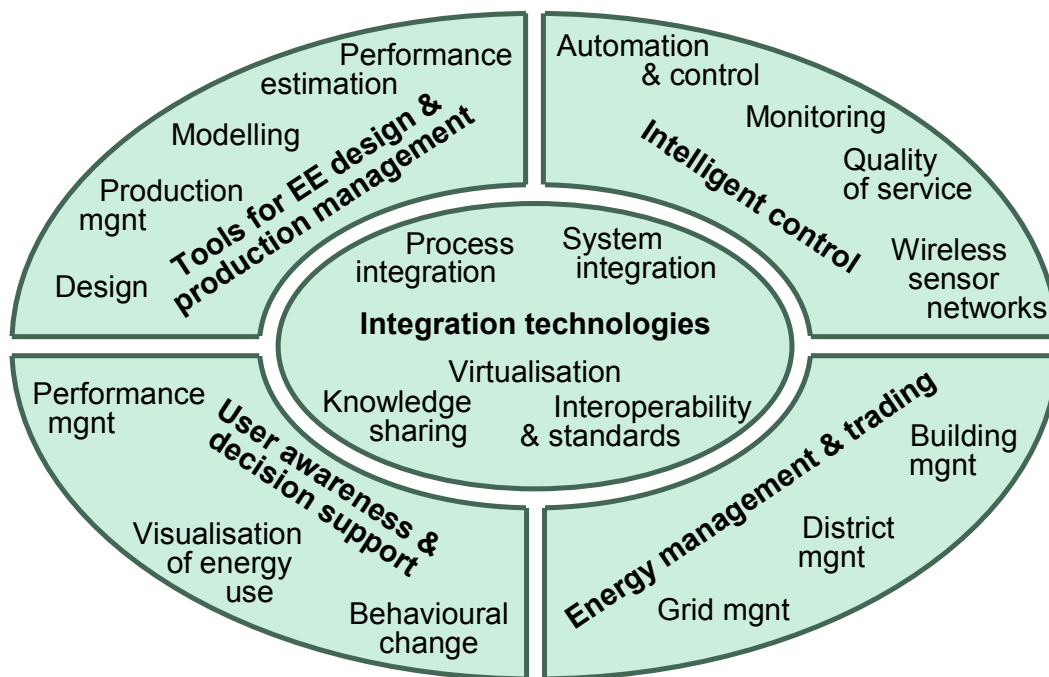 Performance
estimation
Modelling
Production
mgnt
Design
Tools for EE design &
production management
Automation
& control
Monitoring
Quality
of service
Wireless
sensor
networks
Intelligent control
Process
integration
System
integration
Integration technologies
Virtualisation
Knowledge
sharing
Interoperability
& standards
Performance
mgnt
User awareness &
decision support
Visualisation
of energy
use
Behavioural
change
Energy management & trading
Building
mgnt
District
mgnt
Grid mgnt